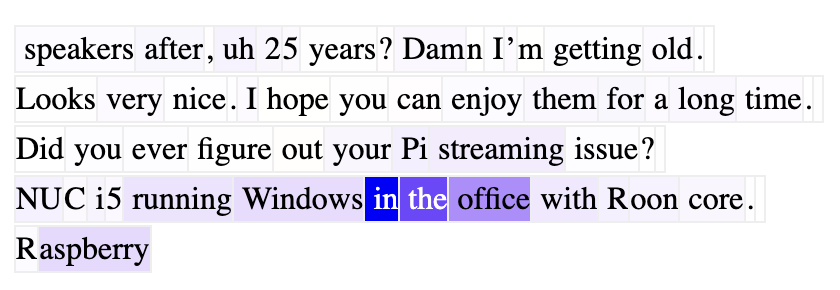 speakers after, uh 25 years? Damn I’m getting old.
Looks very nice. I hope you can enjoy them for a long time.
Did you ever figure out your Pi streaming issue?
NUC i5 running Windows in the office with Roon core.
Raspberry